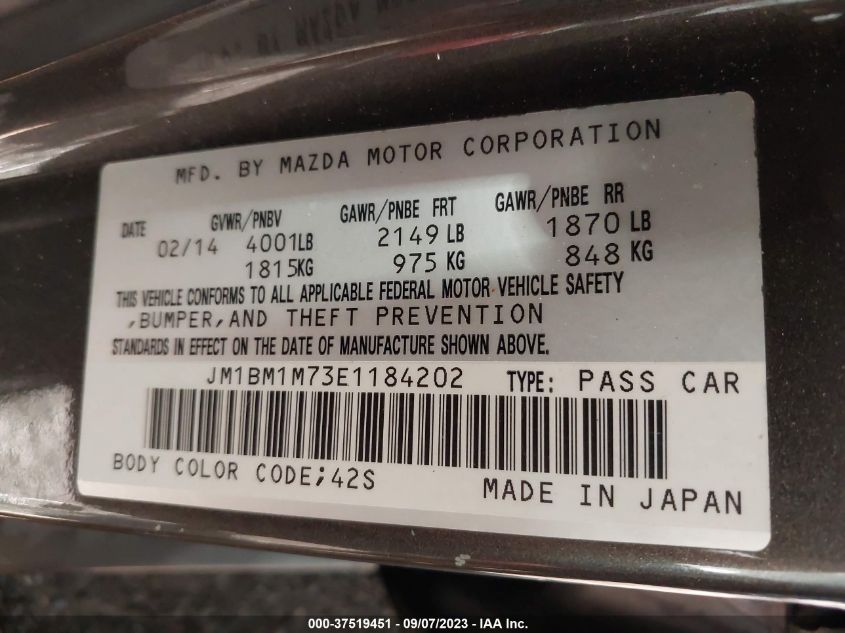 MFD. BY MAZDA MOTOR CORPORATION
DATE GVWR/PNBV GAWR/PNBE FRT GAWR/PNBE RR
02/14 4001LB 2149 LB 1870 LB
1815KG 975 KG 848 KG
THIS VEHICLE CONFORMS TO ALL APPLICABLE FEDERAL MOTOR VEHICLE SAFETY
,BUMPER,AND THEFT PREVENTION
STANDARDS IN EFFECT ON THE DATE OF MANUFACTURE SHOWN ABOVE.
JM1BM1M73E1184202 TYPE: PASS CAR
BODY COLOR CODE;42S
MADE IN JAPAN
000-37519451 - 09/07/2023 - IAA Inc.